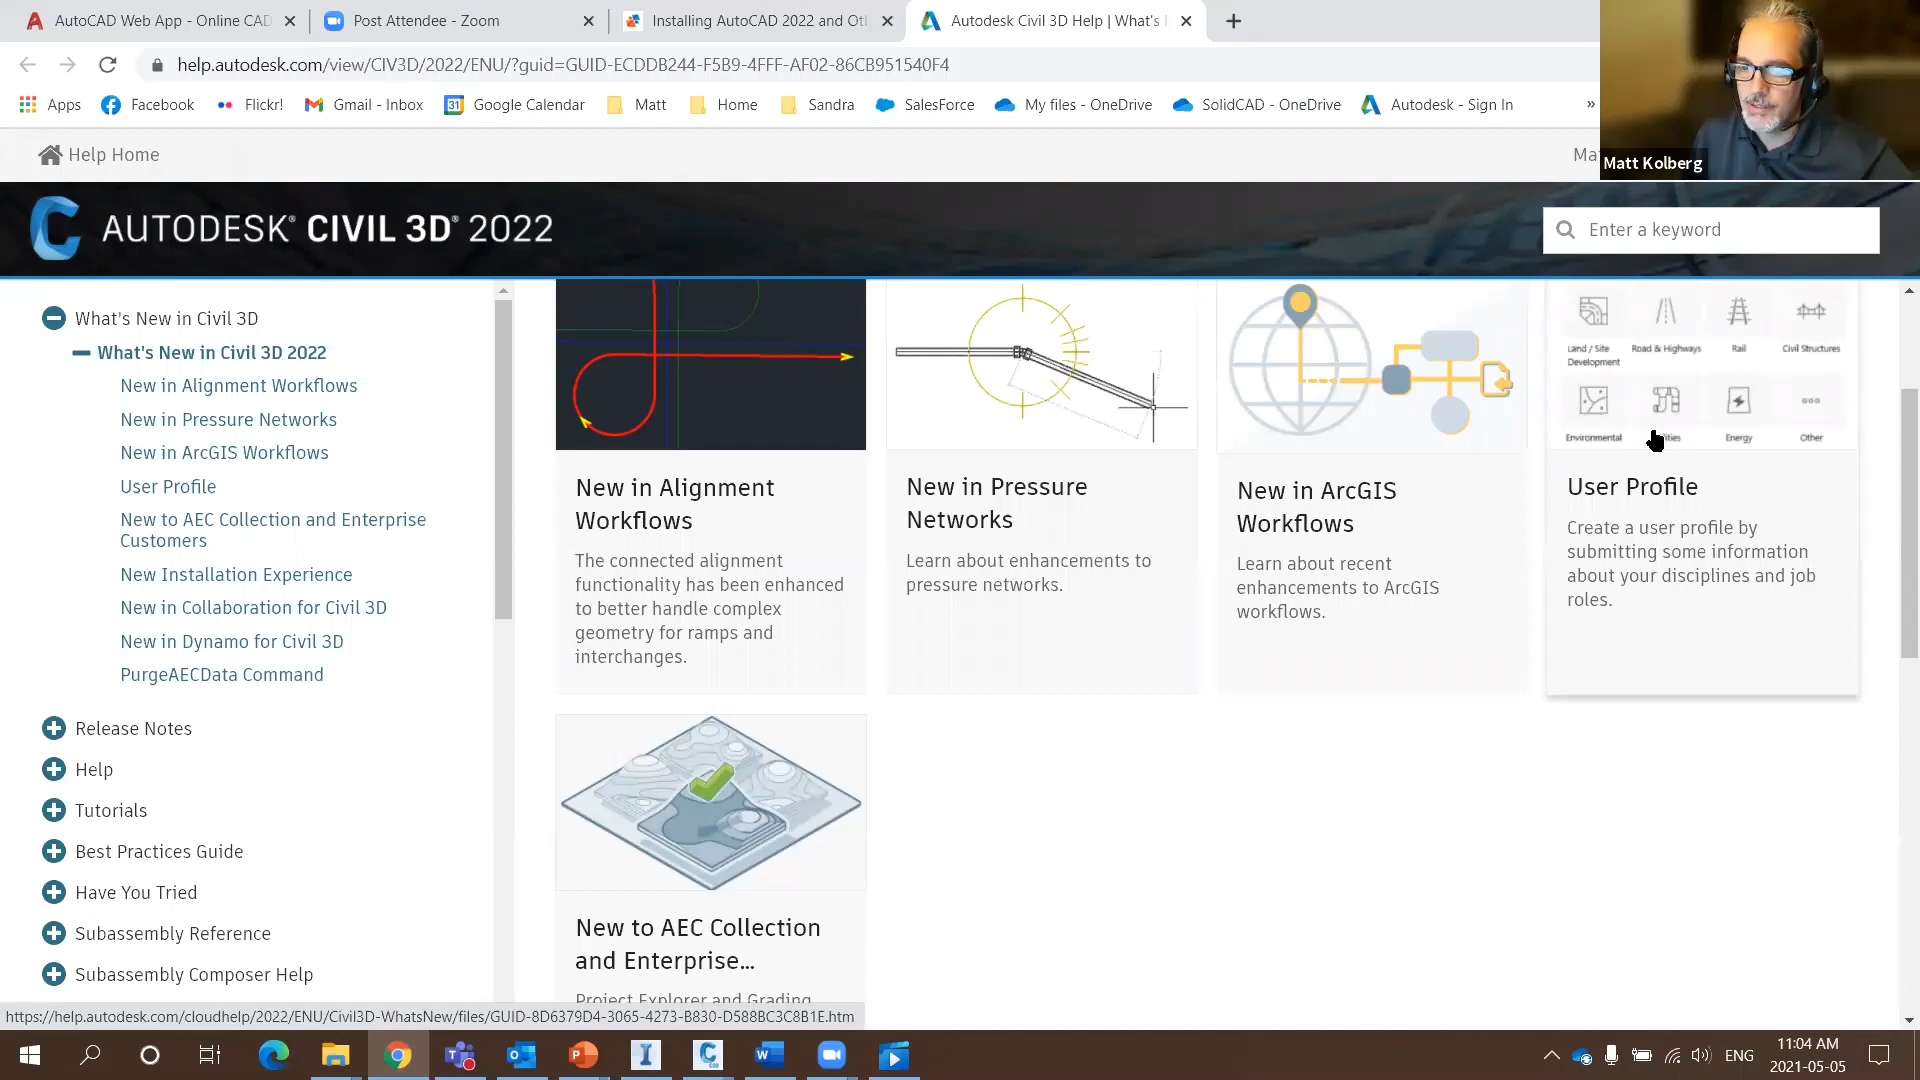 AutoCAD Web App - Online CAD
Post Attendee - Zoom
Installing AutoCAD 2022 and Ot
Autodesk Civil 3D Help | What's
help.autodesk.com/view/CIV3D/2022/ENU/?guid=GUID-ECDDB244-F5B9-4FFF-AF02-86CB951540F4
Apps
Facebook
Flickr!
Gmail - Inbox
31
Google Calendar
Matt
Home
Sandra
SalesForce
My files - OneDrive
SolidCAD - OneDrive
Autodesk - Sign In
»
Matt Kolberg
Help Home
Ma
AUTODESK® CIVIL 3D® 2022
Enter a keyword
What's New in Civil 3D
What's New in Civil 3D 2022
New in Alignment Workflows
New in Pressure Networks
New in ArcGIS Workflows
User Profile
New to AEC Collection and Enterprise
Customers
New Installation Experience
New in Collaboration for Civil 3D
New in Dynamo for Civil 3D
PurgeAECData Command
Release Notes
Help
Tutorials
Best Practices Guide
Have You Tried
Subassembly Reference
Subassembly Composer Help
New in Alignment
Workflows
The connected alignment
functionality has been enhanced
to better handle complex
geometry for ramps and
interchanges.
New in Pressure
Networks
Learn about enhancements to
pressure networks.
New in ArcGIS
Workflows
Learn about recent
enhancements to ArcGIS
workflows.
Land / Site
Development
Road & Highways
Rail
Civil Structures
Environmental
Energy
Other
User Profile
Create a user profile by
submitting some information
about your disciplines and job
roles.
New to AEC Collection
and Enterprise...
Project Explorer and Grading
https://help.autodesk.com/cloudhelp/2022/ENU/Civil3D-WhatsNew/files/GUID-8D6379D4-3065-4273-B830-D588BC3C8B1E.htm
ENG
11:04 AM
2021-05-05